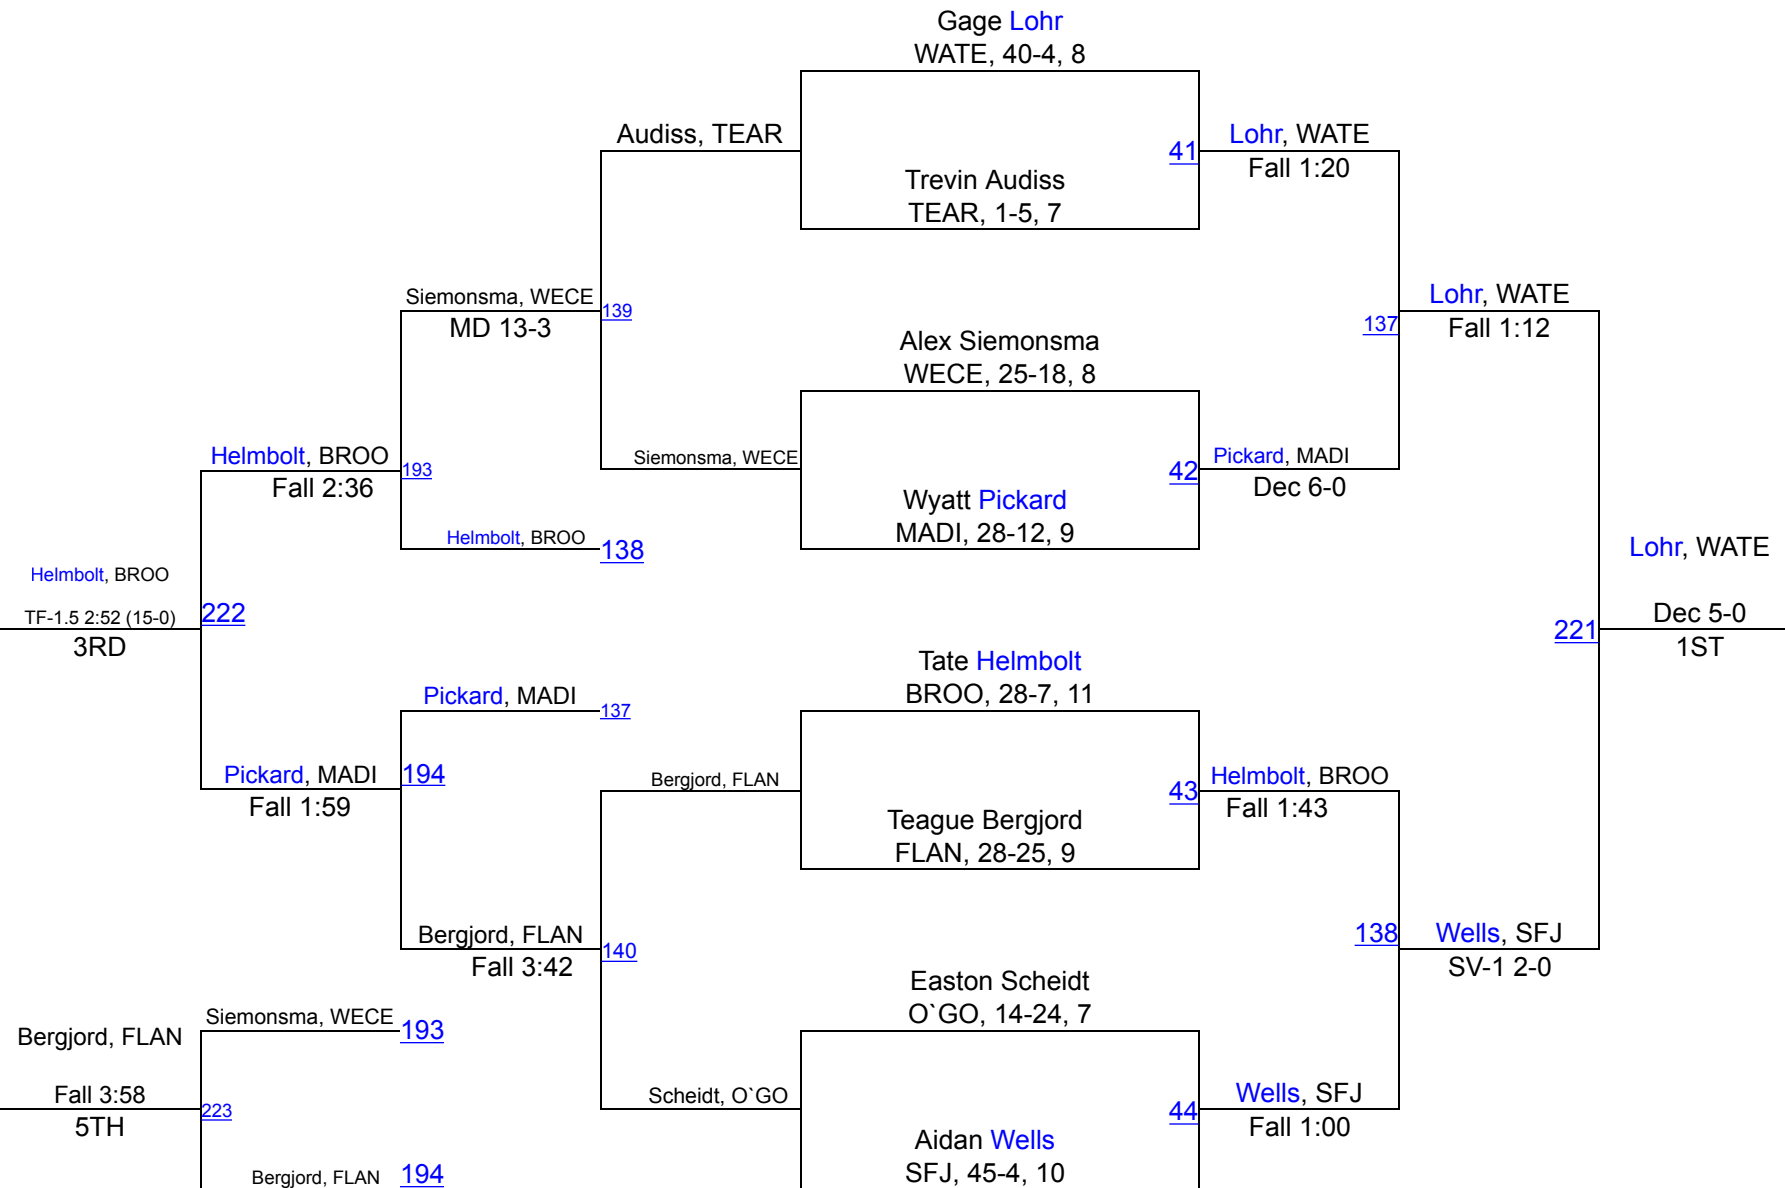 Gage Lohr
WATE, 40-4, 8
Audiss, TEAR
41
Lohr, WATE
Fall 1:20
Trevin Audiss
TEAR, 1-5, 7
Siemonsma, WECE
MD 13-3
139
Lohr, WATE
Fall 1:12
137
Alex Siemonsma
WECE, 25-18, 8
Helmbolt, BROO
Fall 2:36
193
Siemonsma, WECE
42
Pickard, MADI
Dec 6-0
Wyatt Pickard
MADI, 28-12, 9
Helmbolt, BROO
138
Lohr, WATE
Dec 5-0
1ST
221
Helmbolt, BROO
TF-1.5 2:52 (15-0)
3RD
222
Tate Helmbolt
BROO, 28-7, 11
Pickard, MADI
137
Pickard, MADI
Fall 1:59
194
Bergjord, FLAN
43
Helmbolt, BROO
Fall 1:43
Teague Bergjord
FLAN, 28-25, 9
Bergjord, FLAN
Fall 3:42
140
138
Wells, SFJ
SV-1 2-0
Easton Scheidt
O`GO, 14-24, 7
Siemonsma, WECE
193
Bergjord, FLAN
Fall 3:58
5TH
223
Scheidt, O`GO
44
Wells, SFJ
Fall 1:00
Aidan Wells
SFJ, 45-4, 10
Bergjord, FLAN
194